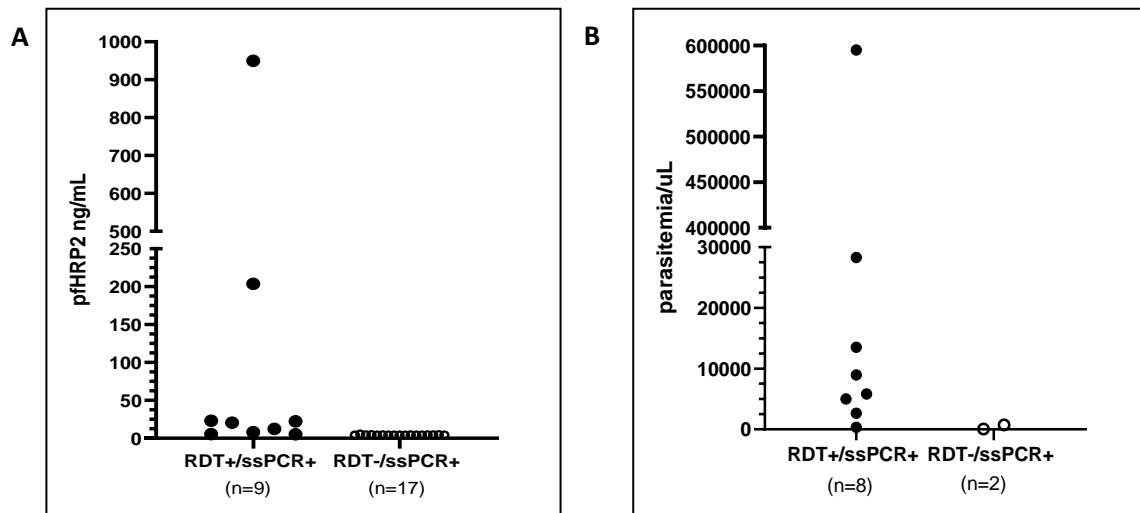 A
pfHRP2 ng/mL
1000
900
800
700
600
500
250
200
150
100
50
0
RDT+/ssPCR+ RDT-/ssPCR+
(n=9) (n=17)
B
parasitemia/uL
600000
550000
500000
450000
400000
30000
20000
10000
0
RDT+/ssPCR+ RDT-/ssPCR+
(n=8) (n=2)